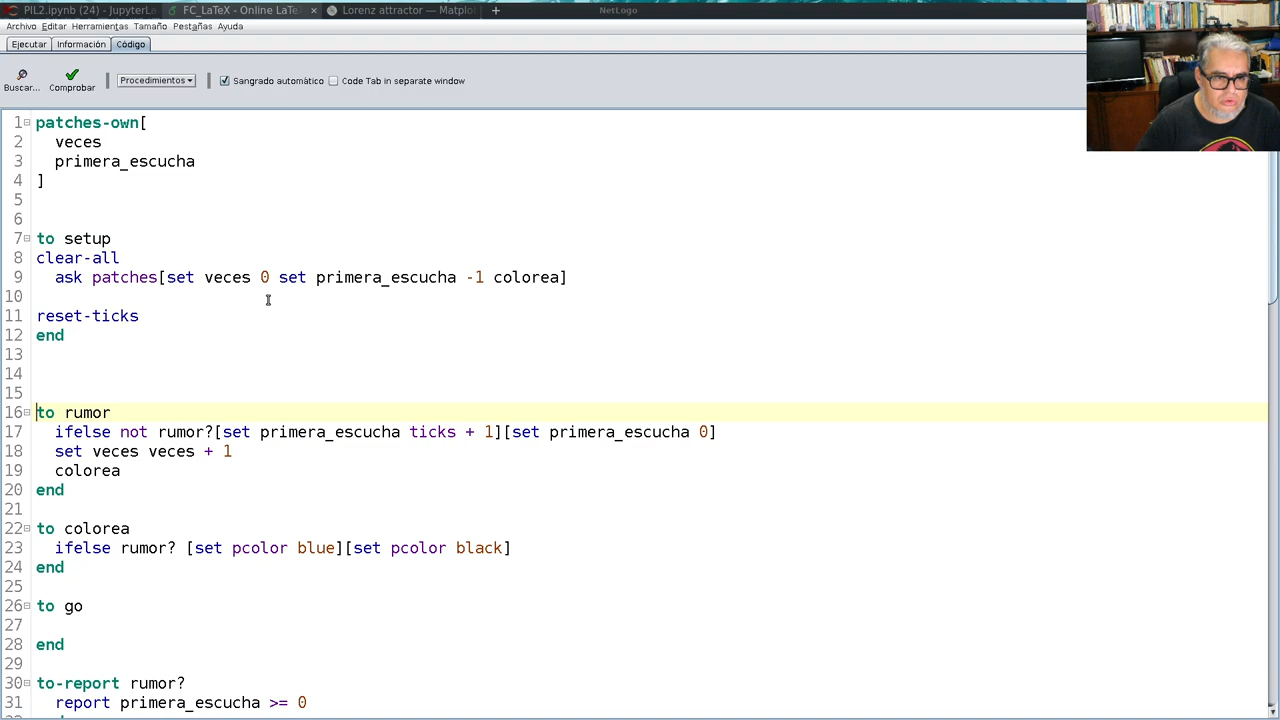 PIL2.ipynb (24) - JupyterLa
FC_LaTeX - Online LaTe
×
Lorenz attractor — Matplot
+
NetLogo
Archivo Editar Herramientas Tamaño Pestañas Ayuda
Ejecutar Información Código
Buscar... Comprobar Procedimientos Sangrado automático Code Tab in separate window
1 patches-own[
2 veces
3 primera_escucha
4 ]
5
6
7 to setup
8 clear-all
9 ask patches[set veces 0 set primera_escucha -1 colorea]
10
11 reset-ticks
12 end
13
14
15
16 to rumor
17 ifelse not rumor?[set primera_escucha ticks + 1][set primera_escucha 0]
18 set veces veces + 1
19 colorea
20 end
21
22 to colorea
23 ifelse rumor? [set pcolor blue][set pcolor black]
24 end
25
26 to go
27
28 end
29
30 to-report rumor?
31 report primera_escucha >= 0